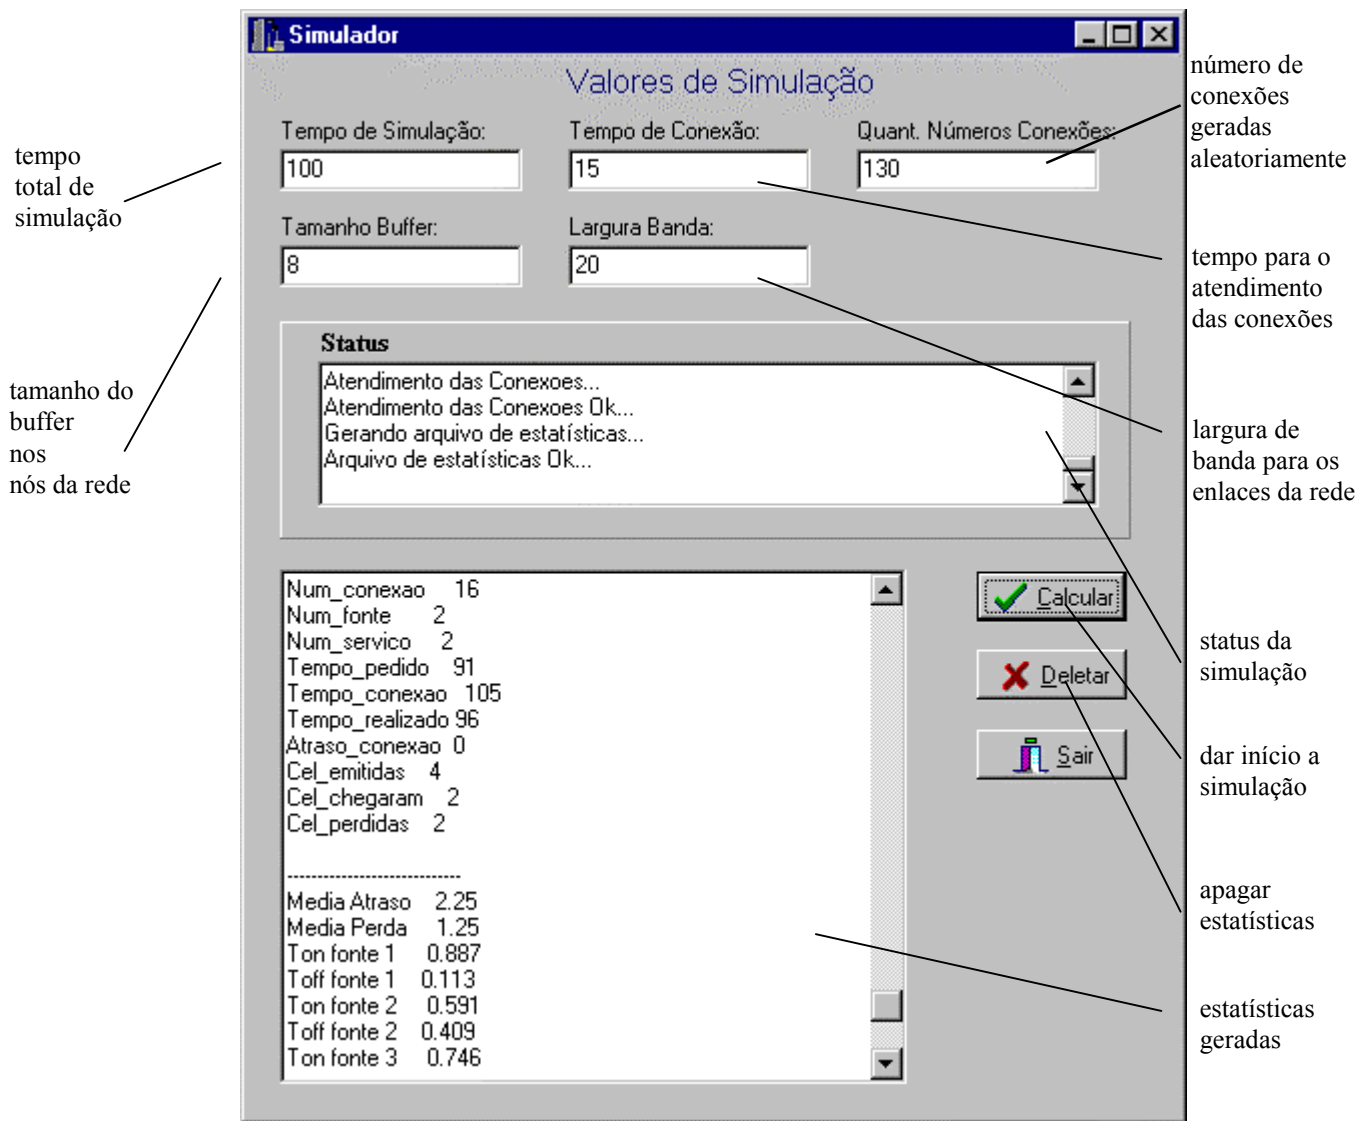 Simulador
Valores de Simulação
Tempo de Simulação:
100
Tempo de Conexão:
15
Quant. Números Conexões:
130
Tamanho Buffer:
8
Largura Banda:
20
Status
Atendimento das Conexoes...
Atendimento das Conexoes Ok...
Gerando arquivo de estatísticas...
Arquivo de estatísticas Ok...
Num_conexao 16
Num_fonte 2
Num_servico 2
Tempo_pedido 91
Tempo_conexao 105
Tempo_realizado 96
Atraso_conexao 0
Cel_emitidas 4
Cel_chegaram 2
Cel_perdidas 2
-----------------------------
Media Atraso 2.25
Media Perda 1.25
Ton fonte 1 0.887
Toff fonte 1 0.113
Ton fonte 2 0.591
Toff fonte 2 0.409
Ton fonte 3 0.746
Calcular
Deletar
Sair
tempo
total de
simulação
tamanho do
buffer
nos
nós da rede
número de
conexões
geradas
aleatoriamente
tempo para o
atendimento
das conexões
largura de
banda para os
enlaces da rede
status da
simulação
dar início a
simulação
apagar
estatísticas
estatísticas
geradas